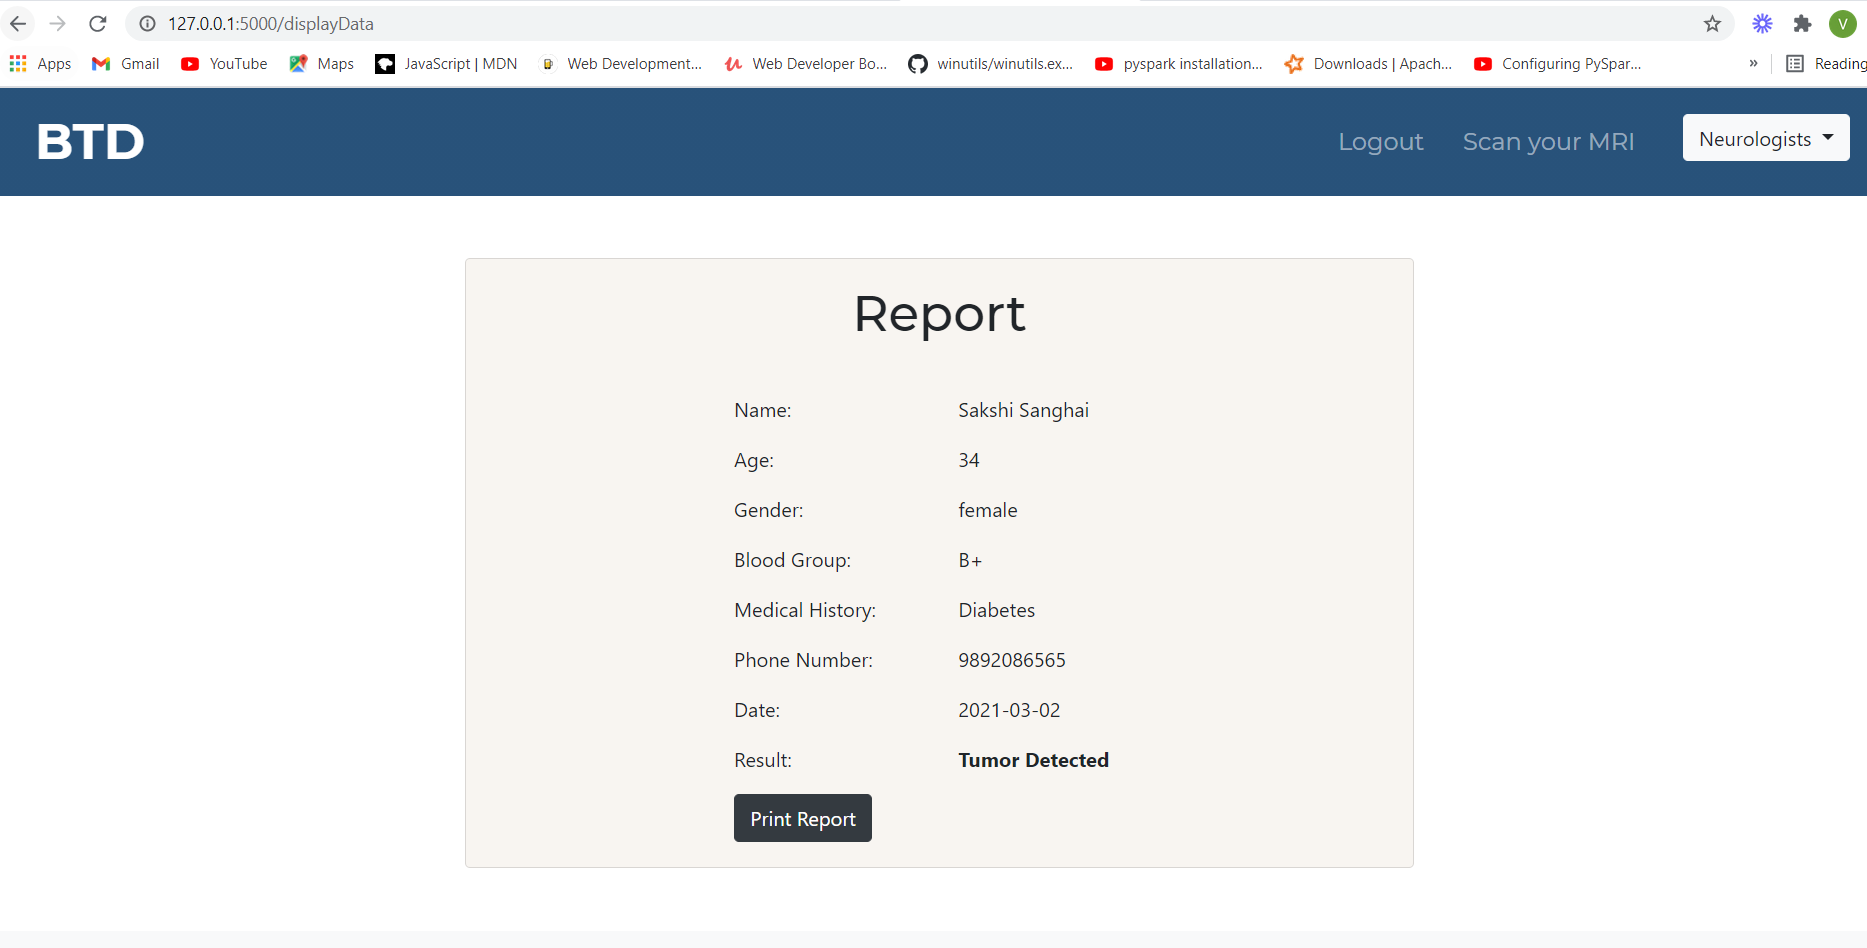 127.0.0.1:5000/displayData
V
Apps Gmail YouTube Maps JavaScript | MDN Web Development... Web Developer Bo... winutils/winutils.ex... pyspark installation... Downloads | Apach... Configuring PySpar... » Reading
BTD Logout Scan your MRI Neurologists
Report
Name: Sakshi Sanghai
Age: 34
Gender: female
Blood Group: B+
Medical History: Diabetes
Phone Number: 9892086565
Date: 2021-03-02
Result: Tumor Detected
Print Report